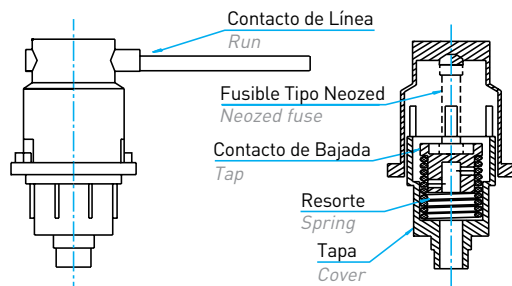 Contacto de Línea
Run
Fusible Tipo Neozed
Neozed fuse
Contacto de Bajada
Tap
Resorte
Spring
Tapa
Cover